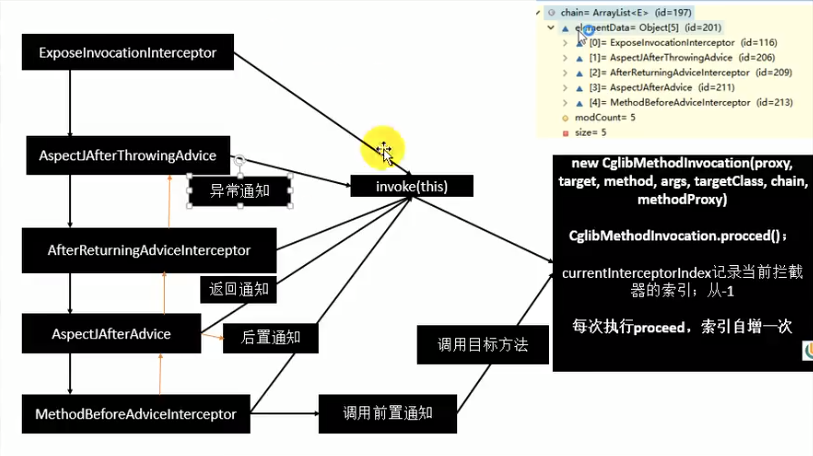 chain= ArrayList<E> (id=197)
elementData= Object[5] (id=201)
[0]= ExposeInvocationInterceptor (id=116)
[1]= AspectJAfterThrowingAdvice (id=206)
[2]= AfterReturningAdviceInterceptor (id=209)
[3]= AspectJAfterAdvice (id=211)
[4]= MethodBeforeAdviceInterceptor (id=213)
modCount= 5
size= 5
ExposeInvocationInterceptor
AspectJAfterThrowingAdvice
异常通知
invoke(this)
AfterReturningAdviceInterceptor
返回通知
AspectJAfterAdvice
后置通知
MethodBeforeAdviceInterceptor
调用前置通知
调用目标方法
new CglibMethodInvocation(proxy,
target, method, args, targetClass, chain,
methodProxy)
CglibMethodInvocation.procced();
currentInterceptorIndex记录当前拦截
器的索引；从-1
每次执行proceed，索引自增一次